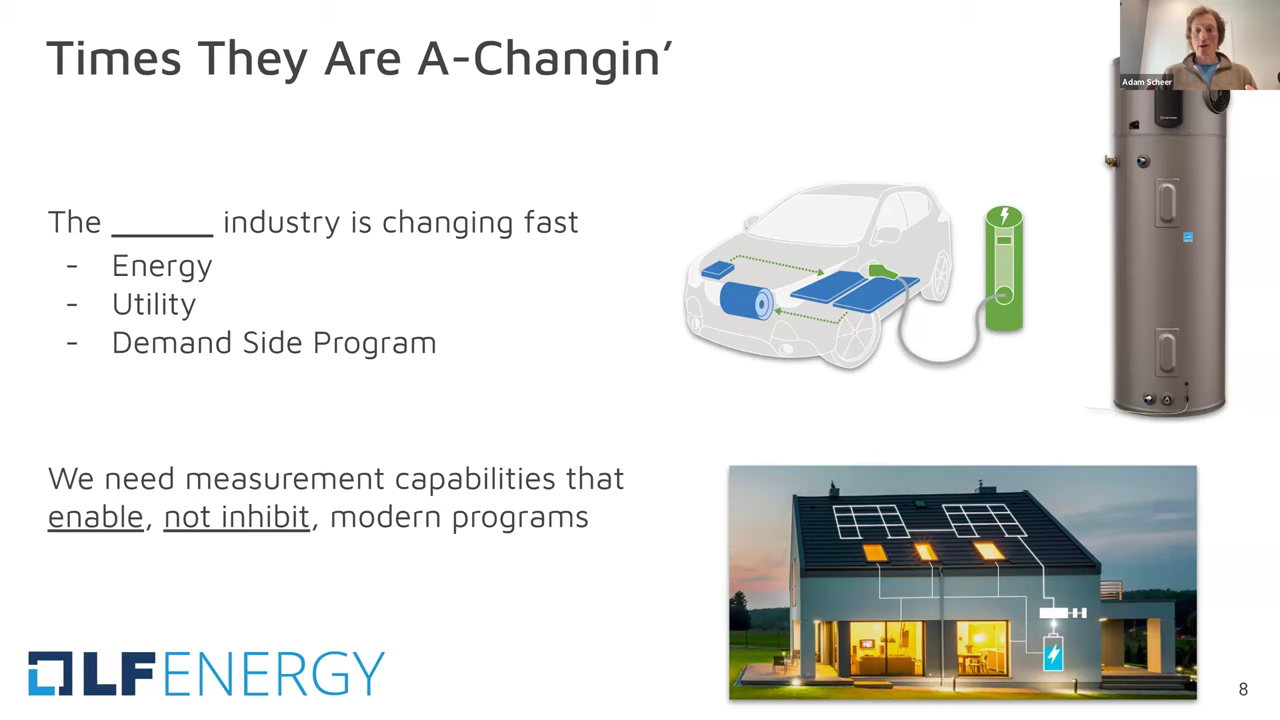 Times They Are A-Changin’
Adam Scheer
The ______ industry is changing fast
- Energy
- Utility
- Demand Side Program
We need measurement capabilities that
enable, not inhibit, modern programs
LFENERGY
8